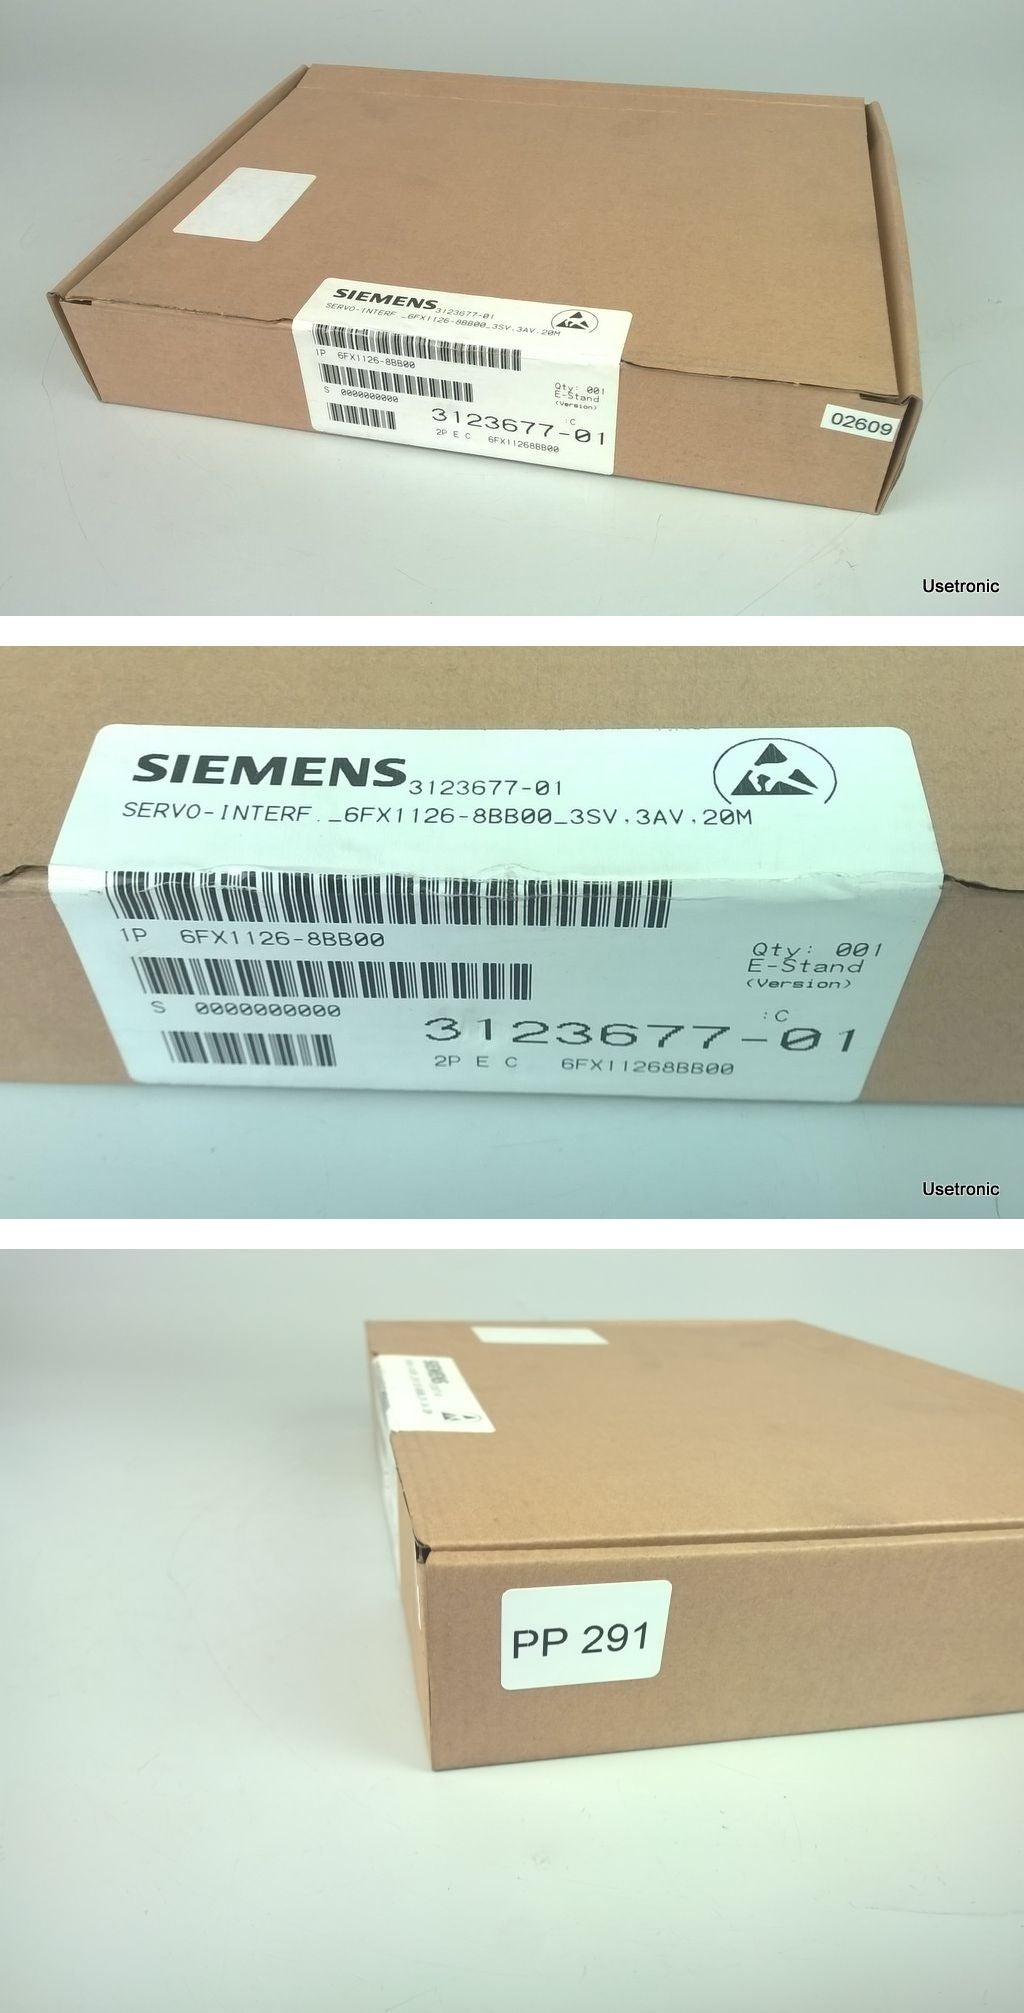 SIEMENS 3123677-01
SERVO-INTERF._6FX1126-8BB00_3SV,3AV,20M
1P 6FX1126-8BB00
S 0000000000
Qty: 001
E-Stand
(Version)
:C
3123677-01
2P E C 6FX11268BB00
02609
Usetronic
SIEMENS 3123677-01
SERVO-INTERF._6FX1126-8BB00_3SV,3AV,20M
1P 6FX1126-8BB00
Qty: 001
E-Stand
(Version)
S 0000000000
:C
3123677-01
2P E C 6FX11268BB00
Usetronic
SIEMENS
PP 291